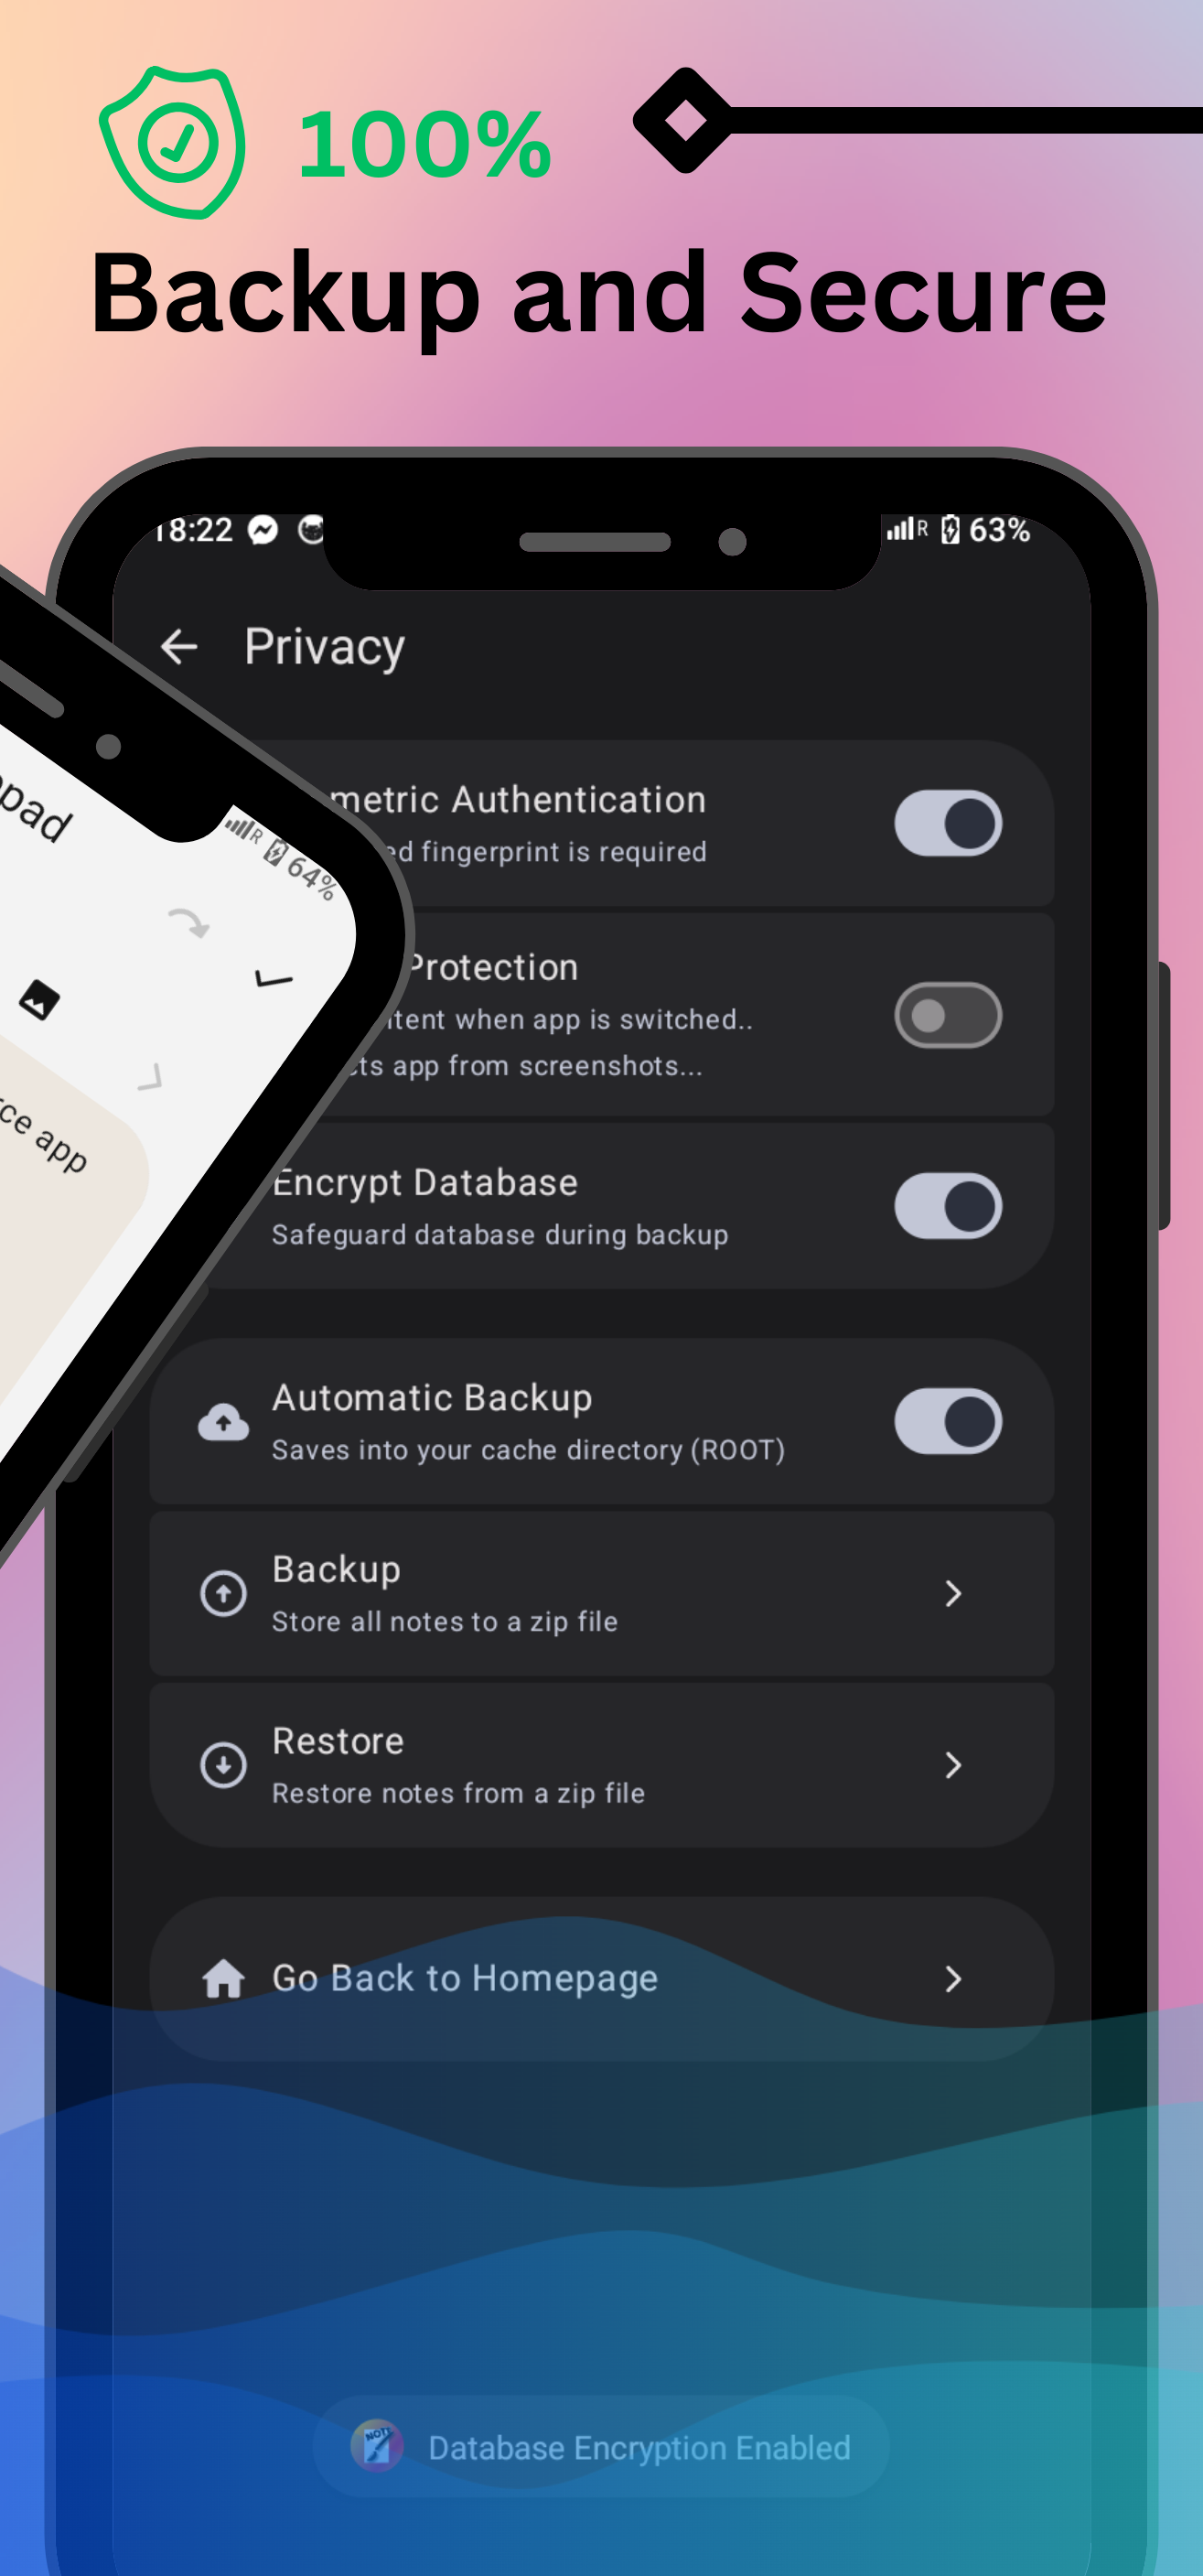 100%
Backup and Secure
18:22
R 63%
Privacy
metric Authentication
ed fingerprint is required
Protection
tent when app is switched..
cts app from screenshots...
Encrypt Database
Safeguard database during backup
Automatic Backup
Saves into your cache directory (ROOT)
Backup
Store all notes to a zip file
Restore
Restore notes from a zip file
Go Back to Homepage
NOTE
Database Encryption Enabled
pad
R 64%
rce app